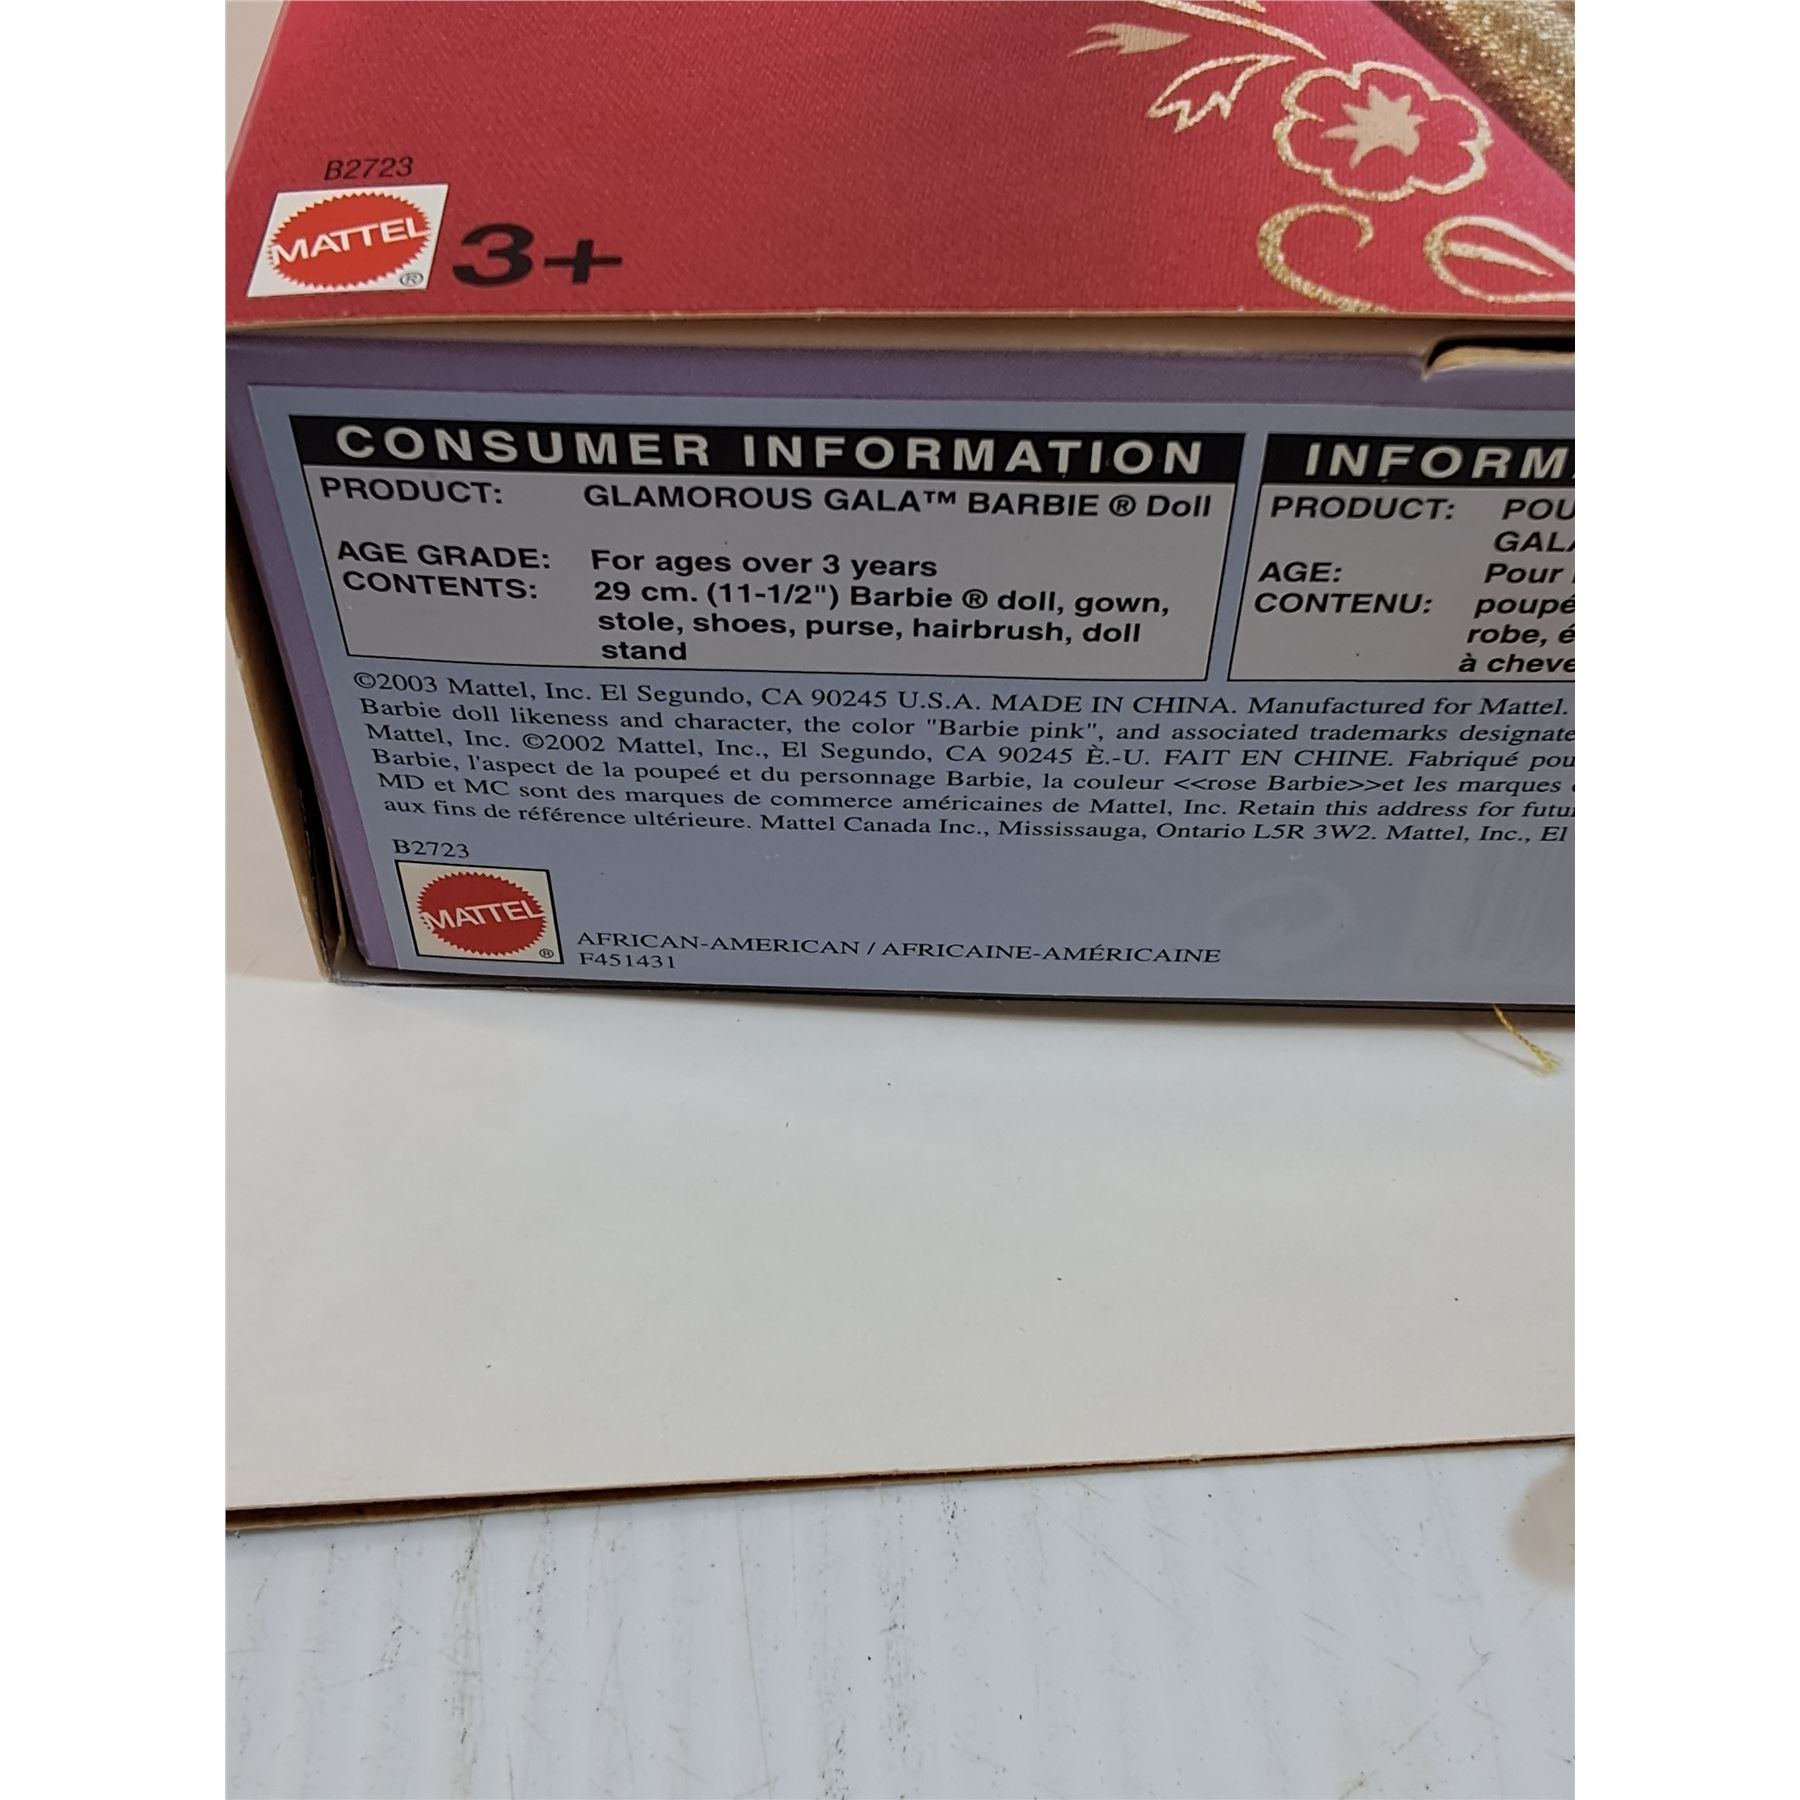 B2723
MATTEL
® 3+
CONSUMER INFORMATION
PRODUCT: GLAMOROUS GALA™ BARBIE ® Doll
AGE GRADE: For ages over 3 years
CONTENTS: 29 cm. (11-1/2") Barbie ® doll, gown,
stole, shoes, purse, hairbrush, doll
stand
INFORM
PRODUCT: POU
GAL
AGE: Pour
CONTENU: poupé
robe, é
à cheve
©2003 Mattel, Inc. El Segundo, CA 90245 U.S.A. MADE IN CHINA. Manufactured for Mattel.
Barbie doll likeness and character, the color "Barbie pink", and associated trademarks designate
Mattel, Inc. ©2002 Mattel, Inc., El Segundo, CA 90245 È.-U. FAIT EN CHINE. Fabriqué pou
Barbie, l'aspect de la poupeé et du personnage Barbie, la couleur <<rose Barbie>>et les marques
MD et MC sont des marques de commerce américaines de Mattel, Inc. Retain this address for futu
aux fins de référence ultérieure. Mattel Canada Inc., Mississauga, Ontario L5R 3W2. Mattel, Inc., El
B2723
MATTEL
®
AFRICAN-AMERICAN / AFRICAINE-AMÉRICAINE
F451431